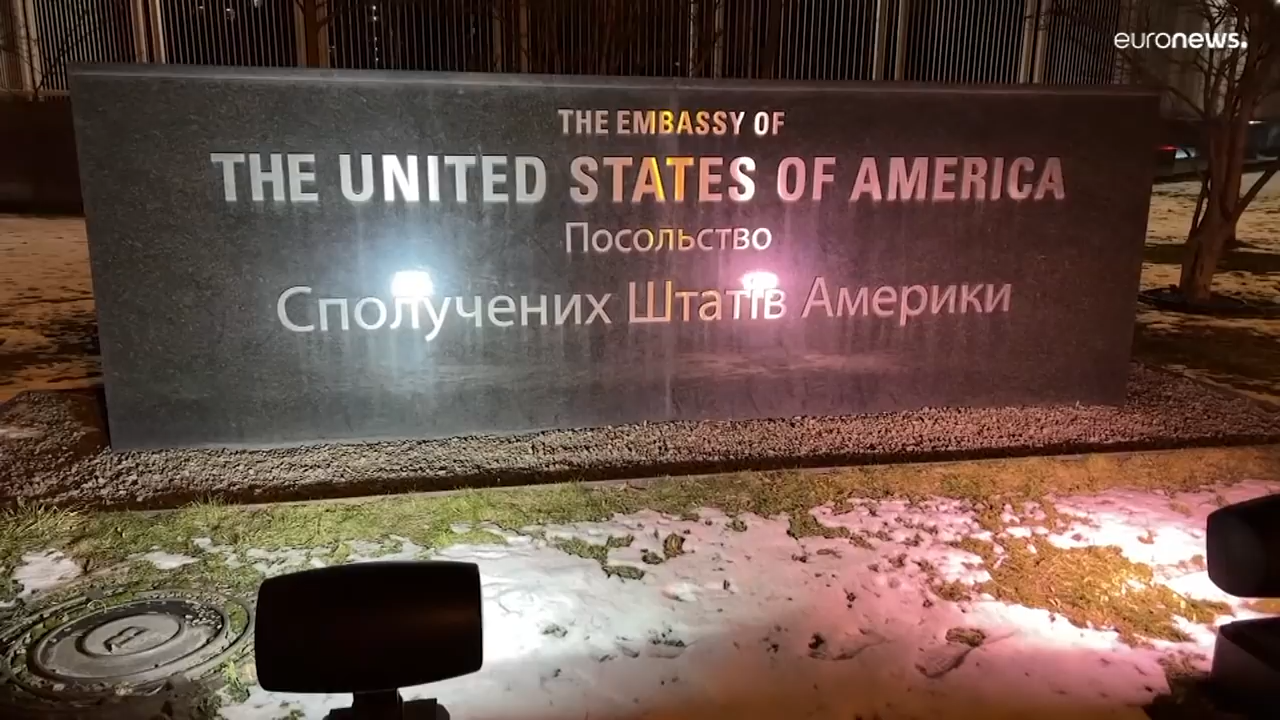 euronews.
THE EMBASSY OF
THE UNITED STATES OF AMERICA
Посольство
Сполучених Штатів Америки